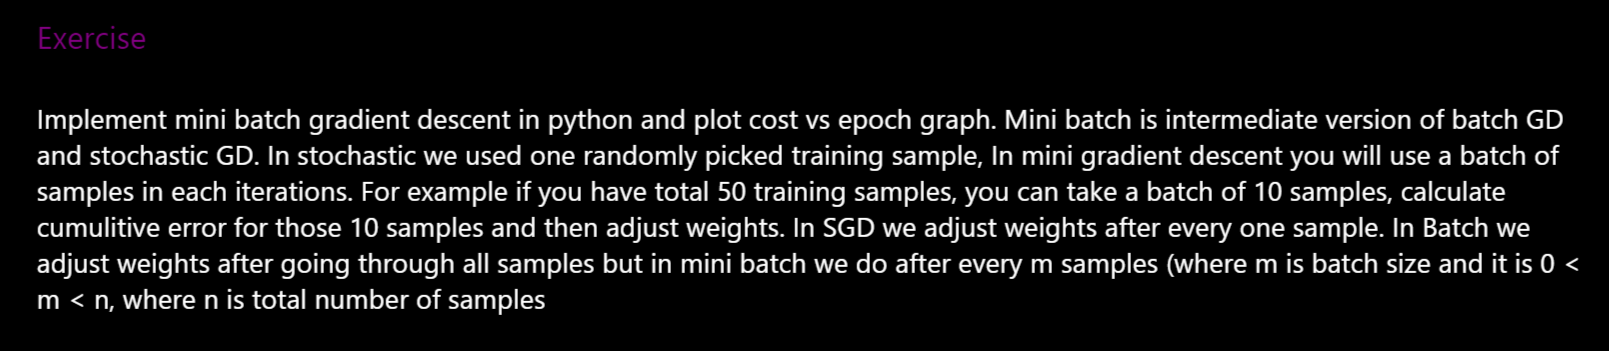 Exercise
Implement mini batch gradient descent in python and plot cost vs epoch graph. Mini batch is intermediate version of batch GD
and stochastic GD. In stochastic we used one randomly picked training sample, In mini gradient descent you will use a batch of
samples in each iterations. For example if you have total 50 training samples, you can take a batch of 10 samples, calculate
cumulitive error for those 10 samples and then adjust weights. In SGD we adjust weights after every one sample. In Batch we
adjust weights after going through all samples but in mini batch we do after every m samples (where m is batch size and it is 0 <
m < n, where n is total number of samples